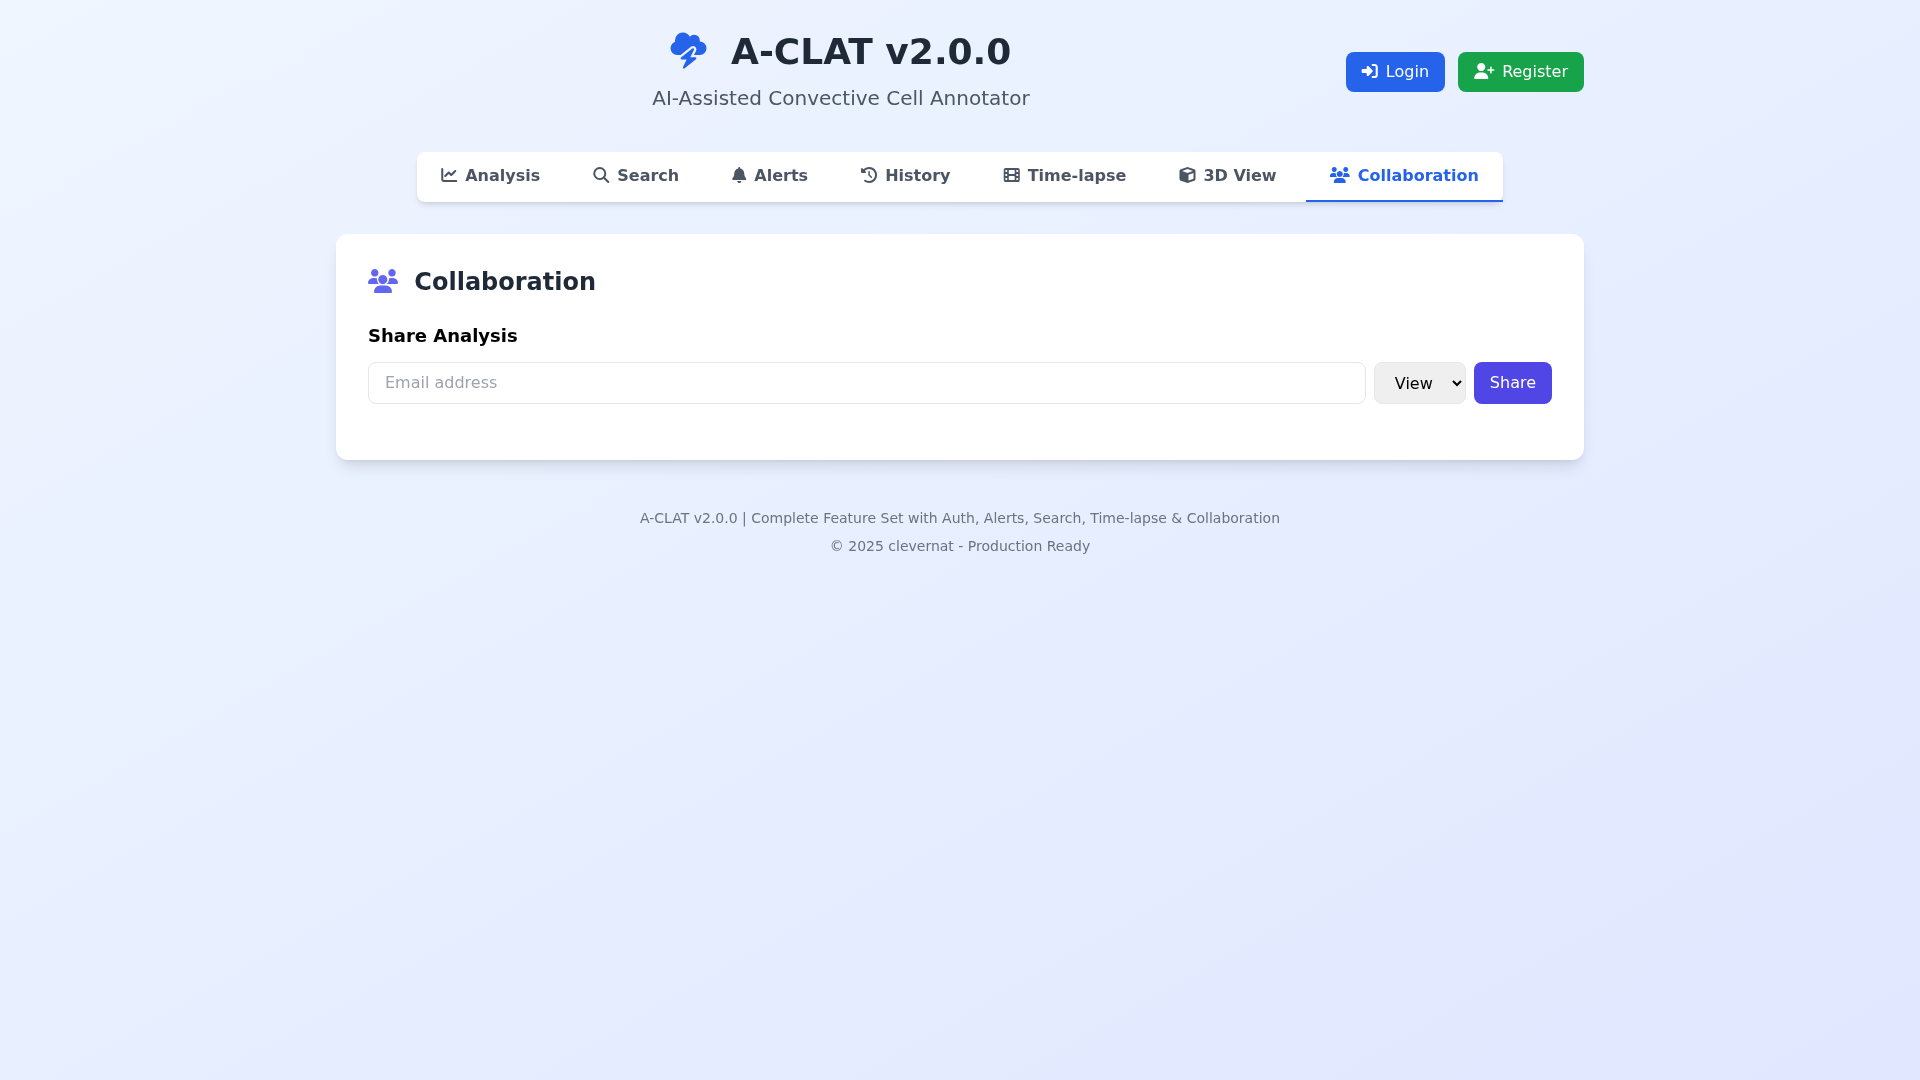 A-CLAT v2.0.0
AI-Assisted Convective Cell Annotator
Login
Register
Analysis
Search
Alerts
History
Time-lapse
3D View
Collaboration
Collaboration
Share Analysis
Email address
View
Share
A-CLAT v2.0.0 | Complete Feature Set with Auth, Alerts, Search, Time-lapse & Collaboration
© 2025 clevernat - Production Ready